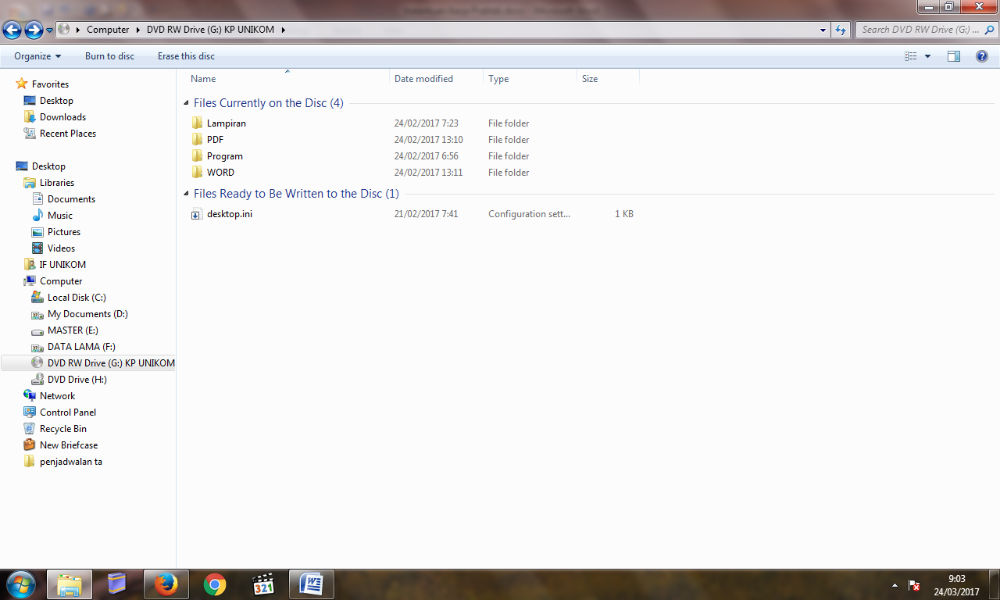 Computer DVD RW Drive (G:) KP UNIKOM Search DVD RW Drive (G:) ...
Organize Burn to disc Erase this disc
Name Date modified Type Size
Favorites
Desktop
Downloads
Recent Places
Desktop
Libraries
Documents
Music
Pictures
Videos
IF UNIKOM
Computer
Local Disk (C:)
My Documents (D:)
MASTER (E:)
DATA LAMA (F:)
DVD RW Drive (G:) KP UNIKOM
DVD Drive (H:)
Network
Control Panel
Recycle Bin
New Briefcase
penjadwalan ta
Files Currently on the Disc (4)
Lampiran 24/02/2017 7:23 File folder
PDF 24/02/2017 13:10 File folder
Program 24/02/2017 6:56 File folder
WORD 24/02/2017 13:11 File folder
Files Ready to Be Written to the Disc (1)
desktop.ini 21/02/2017 7:41 Configuration sett... 1 KB
321
9:03
24/03/2017